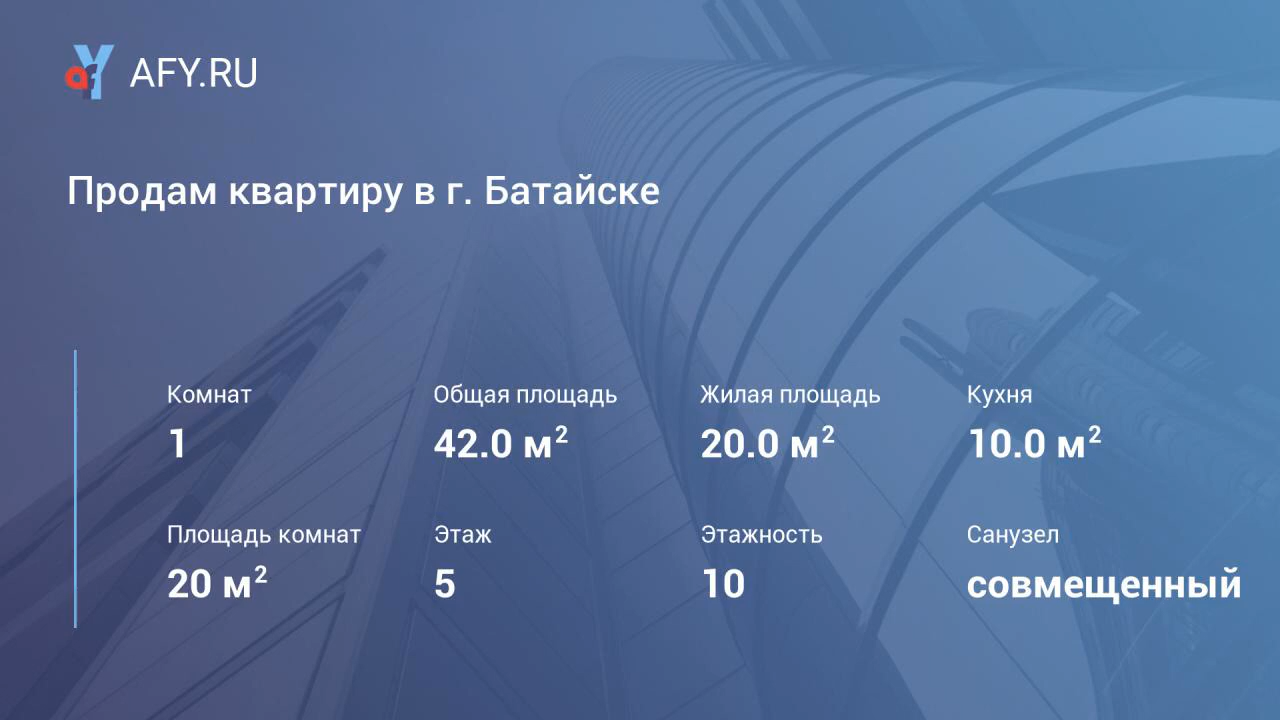 afY AFY.RU
Продам квартиру в г. Батайске
Комнат
1
Общая площадь
42.0 м²
Жилая площадь
20.0 м²
Кухня
10.0 м²
Площадь комнат
20 м²
Этаж
5
Этажность
10
Санузел
совмещенный